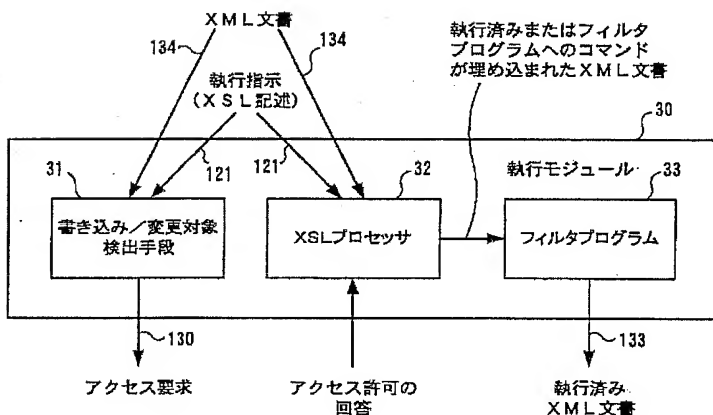 XML文書
134
134
執行指示
(XSL記述)
執行済みまたはフィルタ
プログラムへのコマンド
が埋め込まれたXML文書
30
121
121
31
32
執行モジュール
33
書き込み/変更対象
検出手段
XSLプロセッサ
フィルタプログラム
130
133
アクセス要求
アクセス許可の
回答
執行済み
XML文書